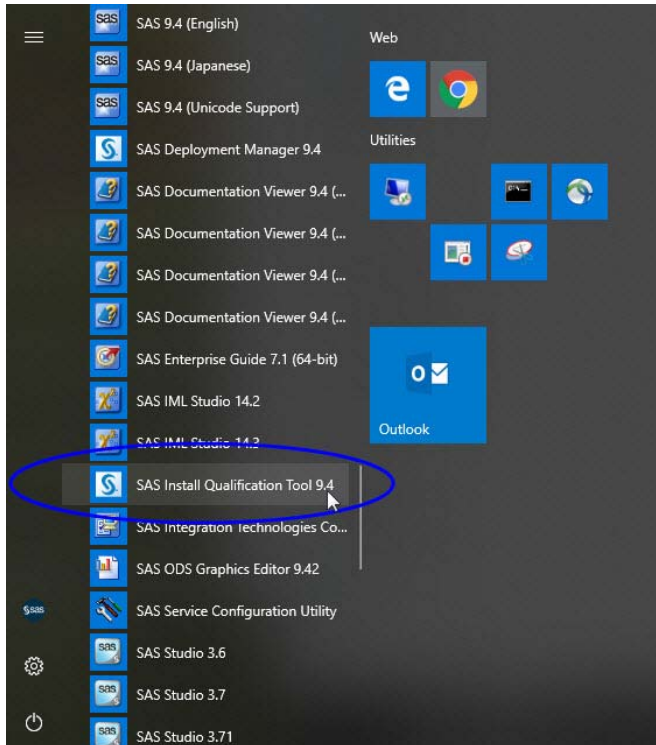 SAS 9.4 (English)
SAS 9.4 (Japanese)
SAS 9.4 (Unicode Support)
SAS Deployment Manager 9.4
SAS Documentation Viewer 9.4 (...
SAS Documentation Viewer 9.4 (...
SAS Documentation Viewer 9.4 (...
SAS Documentation Viewer 9.4 (...
SAS Enterprise Guide 7.1 (64-bit)
SAS IML Studio 14.2
SAS IML Studio 14.3
SAS Install Qualification Tool 9.4
SAS Integration Technologies Co...
SAS ODS Graphics Editor 9.42
SAS Service Configuration Utility
SAS Studio 3.6
SAS Studio 3.7
SAS Studio 3.71
Web
Utilities
Outlook